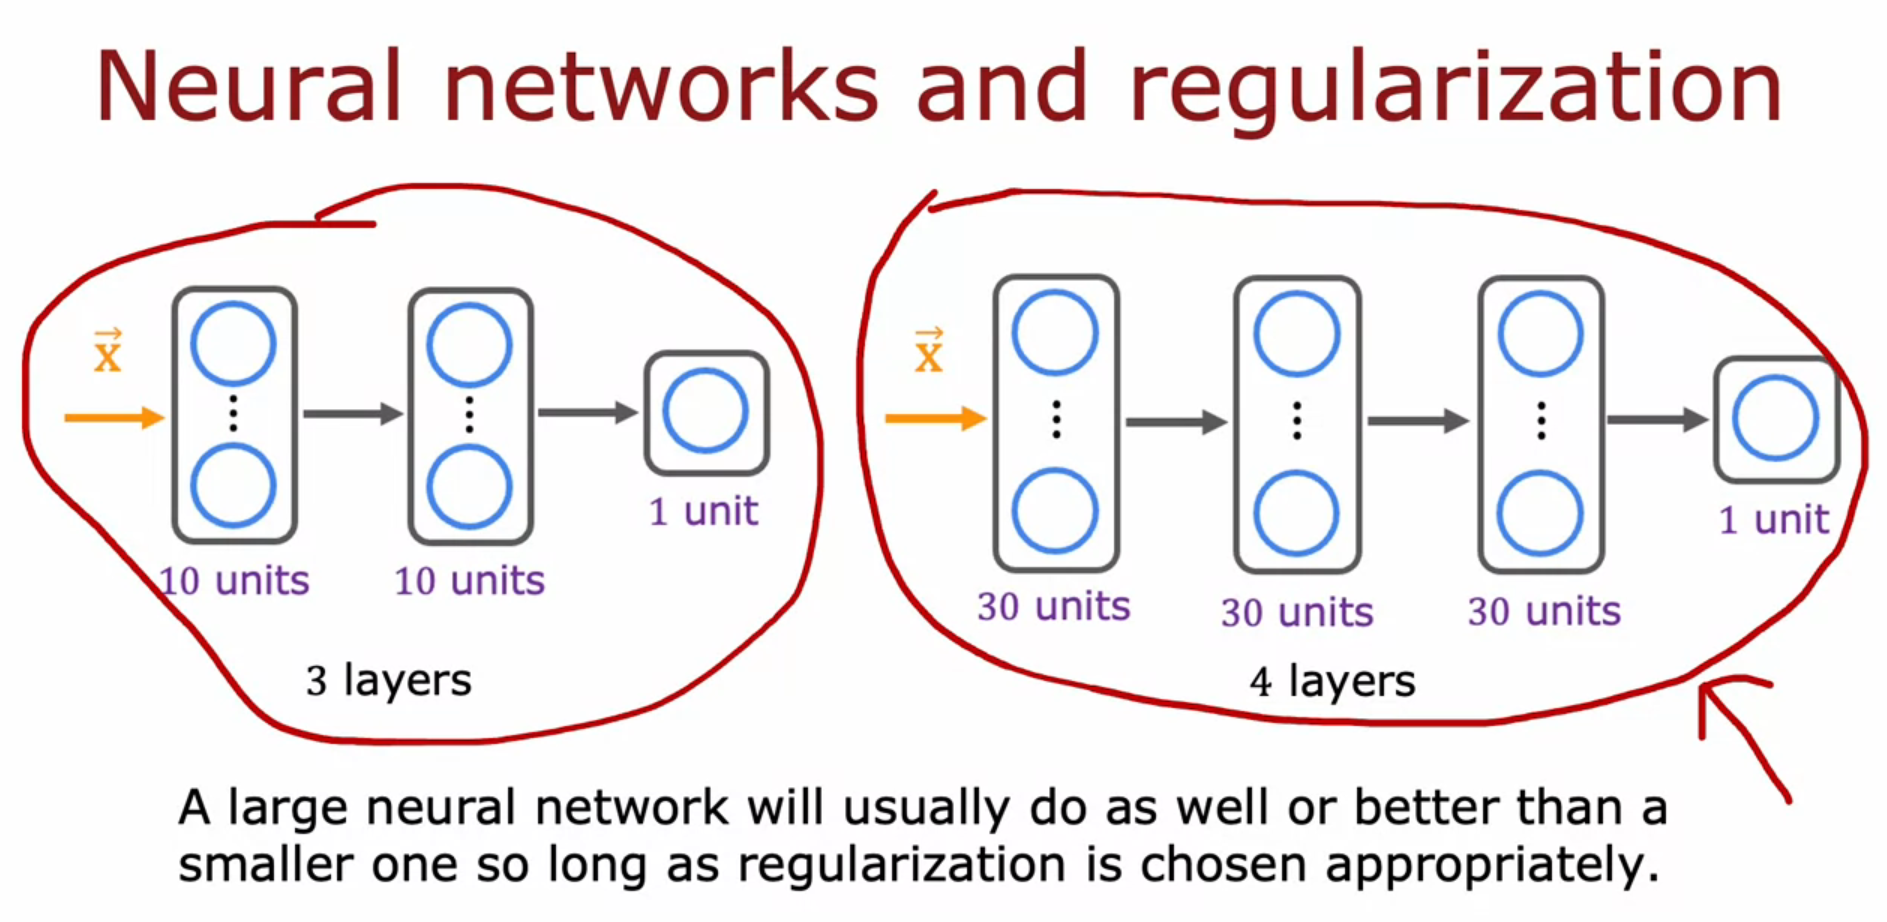 Neural networks and regularization
x⃗
10 units
10 units
1 unit
3 layers
x⃗
30 units
30 units
30 units
1 unit
4 layers
A large neural network will usually do as well or better than a
smaller one so long as regularization is chosen appropriately.